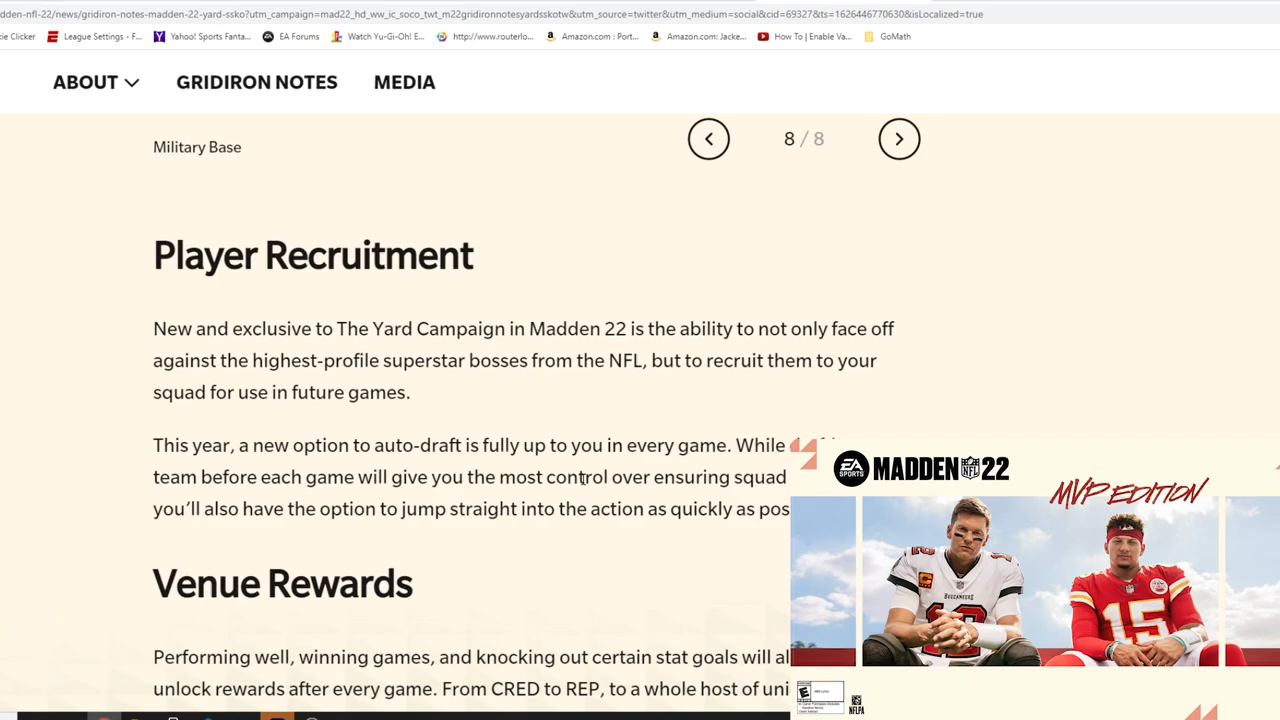 dden-nfl-22/news/gridiron-notes-madden-22-yard-ssko?utm_campaign=mad22_hd_ww_ic_soco_twt_m22gridironnotesyardsskotw&utm_source=twitter&utm_medium=social&cid=69327&ts=1626446770630&isLocalized=true
ie Clicker League Settings - F... Yahoo! Sports Fanta... EA Forums Watch Yu-Gi-Oh! E... http://www.routerlo... Amazon.com : Port... Amazon.com: Jacke... How To | Enable Va... GoMath
ABOUT GRIDIRON NOTES MEDIA
Military Base 8 / 8
Player Recruitment
New and exclusive to The Yard Campaign in Madden 22 is the ability to not only face off
against the highest-profile superstar bosses from the NFL, but to recruit them to your
squad for use in future games.
This year, a new option to auto-draft is fully up to you in every game. While
team before each game will give you the most control over ensuring squad
you'll also have the option to jump straight into the action as quickly as pos
Venue Rewards
Performing well, winning games, and knocking out certain stat goals will al
unlock rewards after every game. From CRED to REP, to a whole host of uni
EA SPORTS MADDEN NFL 22
MVP EDITION
BUCCANEERS
12
15
E
NFLPA